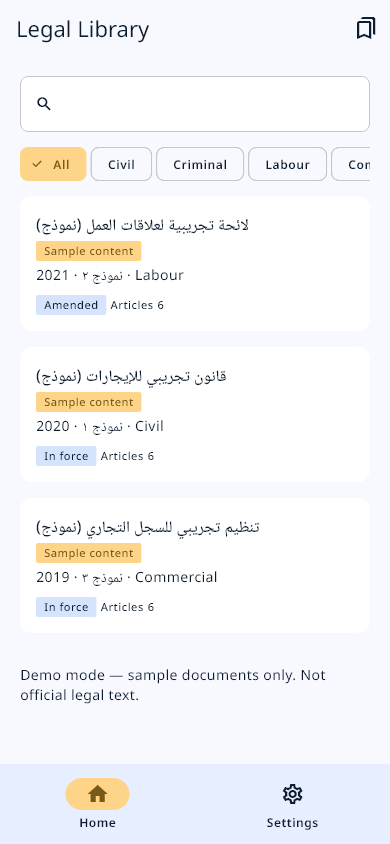 Legal Library
All
Civil
Criminal
Labour
لائحة تجريبية لعلاقات العمل (نموذج)
Sample content
2021 · نموذج ٢ · Labour
Amended Articles 6
قانون تجريبي للإيجارات (نموذج)
Sample content
2020 · نموذج ١ · Civil
In force Articles 6
تنظيم تجريبي للسجل التجاري (نموذج)
Sample content
2019 · نموذج ٣ · Commercial
In force Articles 6
Demo mode — sample documents only. Not
official legal text.
Home
Settings